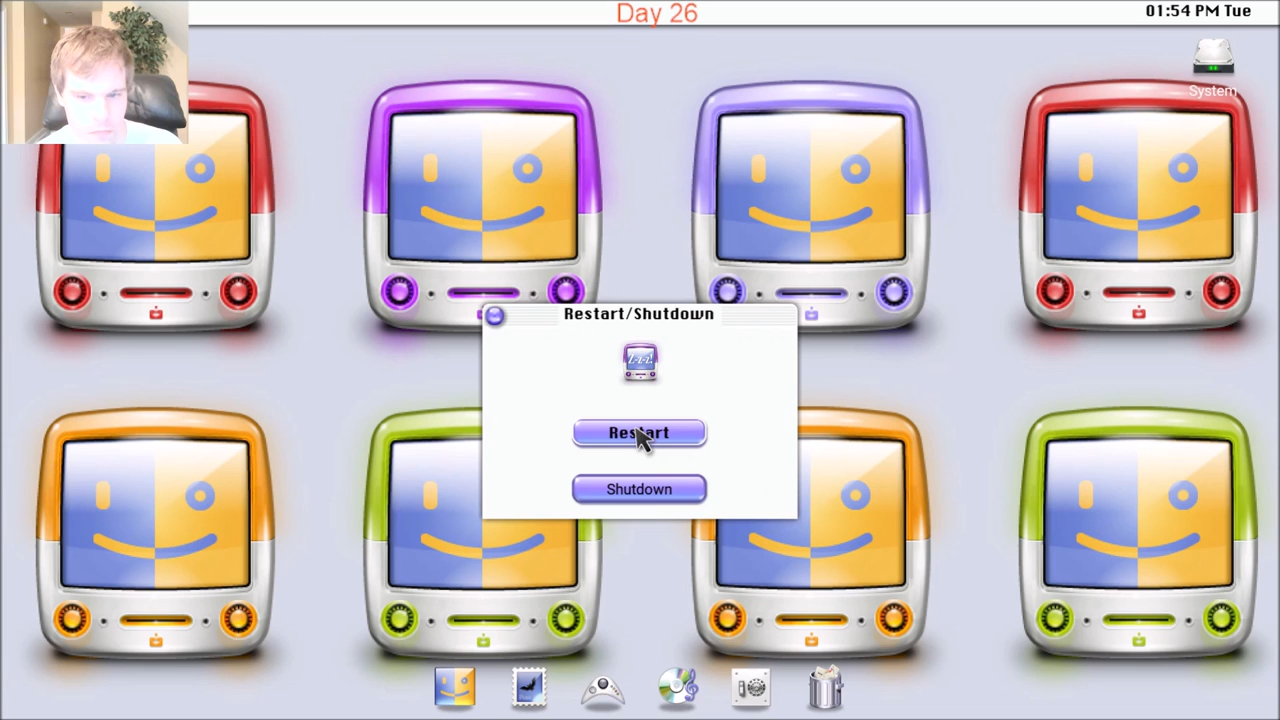 Day 26
01:54 PM Tue
System
Restart/Shutdown
Z-z-z!
Restart
Shutdown